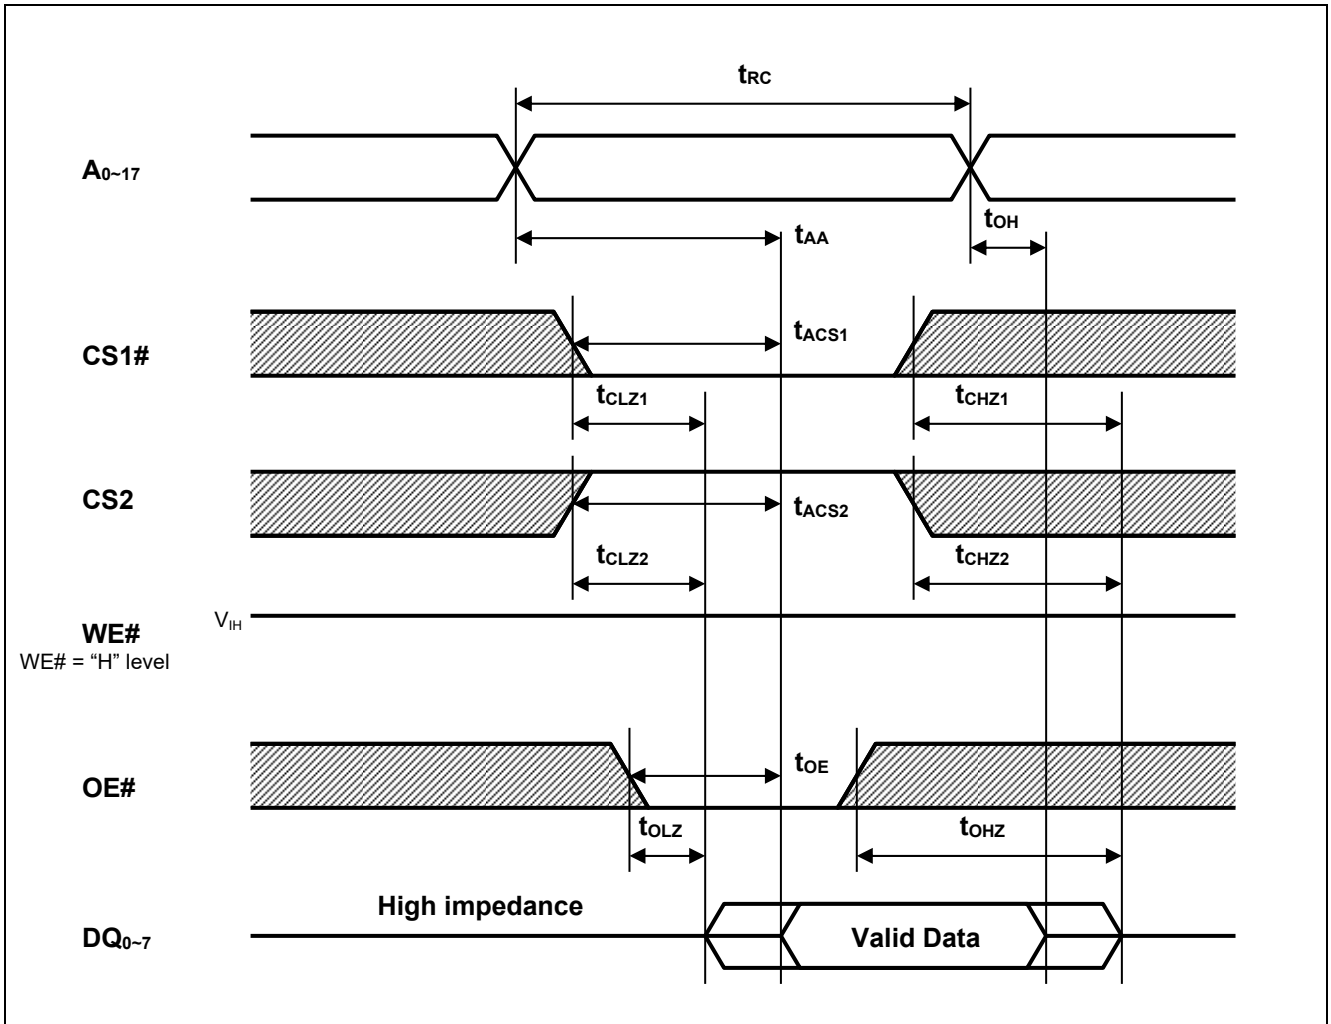 tRC
A0~17
tOH
tAA
tACS1
CS1#
tCLZ1
tCHZ1
CS2
tACS2
tCLZ2
tCHZ2
VIH
WE#
WE# = “H” level
tOE
OE#
tOLZ
tOHZ
High impedance
DQ0~7
Valid Data